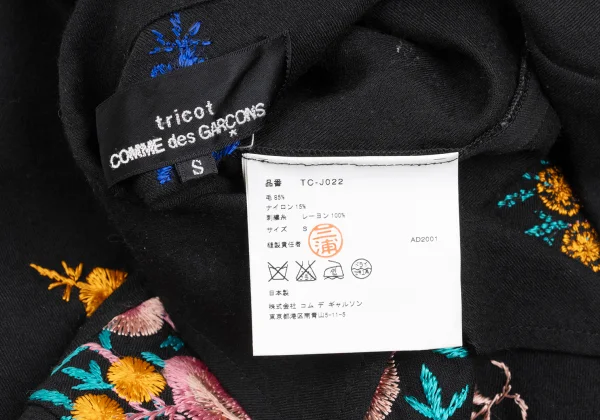 tricot
COMME des GARÇONS
S
品番 TC-J022
毛 85%
ナイロン 15%
刺繍糸 レーヨン 100%
サイズ S
縫製責任者 三浦 AD2001
日本製
株式会社 コム デ ギャルソン
東京都港区南青山5-11-5